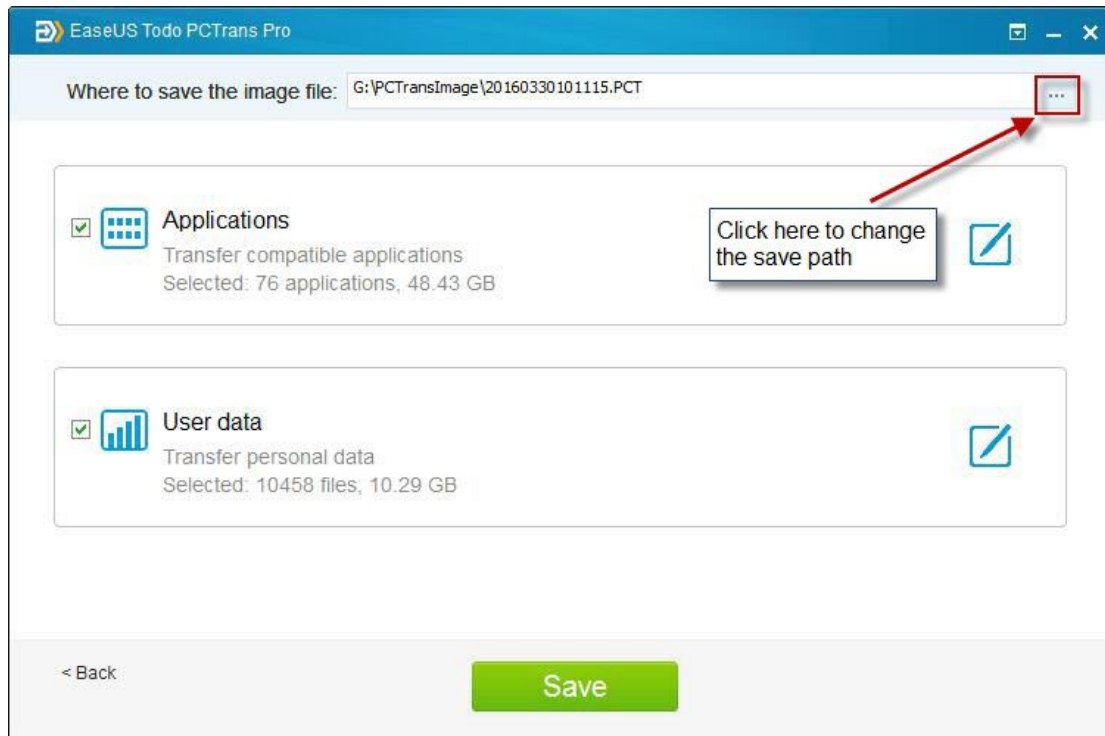 EaseUS Todo PCTrans Pro
Where to save the image file: G:\PCTransImage\20160330101115.PCT
...
Applications
Transfer compatible applications
Selected: 76 applications, 48.43 GB
Click here to change
the save path
User data
Transfer personal data
Selected: 10458 files, 10.29 GB
< Back
Save